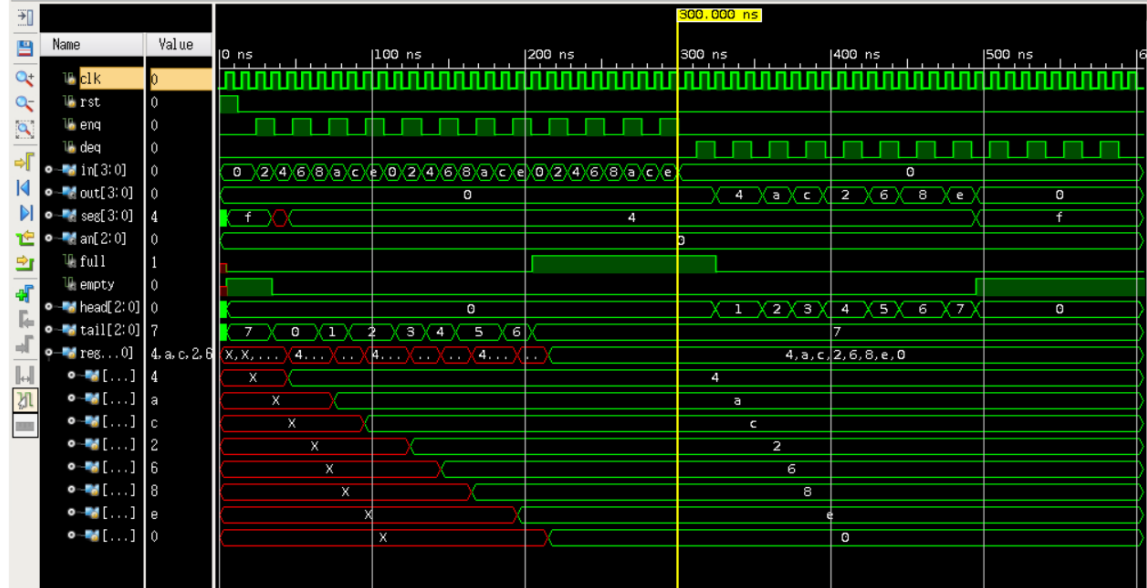 300.000 ns
Name Value 0 ns 100 ns 200 ns 300 ns 400 ns 500 ns 6
clk 0
rst 0
enq 0
deq 0
in[3:0] 0 0 2 4 6 8 a c e 0 2 4 6 8 a c e 0 2 4 6 8 a c e 0
out[3:0] 0 0 4 a c 2 6 8 e 0
seg[3:0] 4 f 4 f
an[2:0] 0 0
full 1
empty 0
head[2:0] 0 0 1 2 3 4 5 6 7 0
tail[2:0] 7 7 0 1 2 3 4 5 6 7
reg...0] 4,a,c,2,6 X,X,... 4... .. 4... .. .. 4... .. 4,a,c,2,6,8,e,0
[...] 4 X 4
[...] a X a
[...] c X c
[...] 2 X 2
[...] 6 X 6
[...] 8 X 8
[...] e X e
[...] 0 X 0